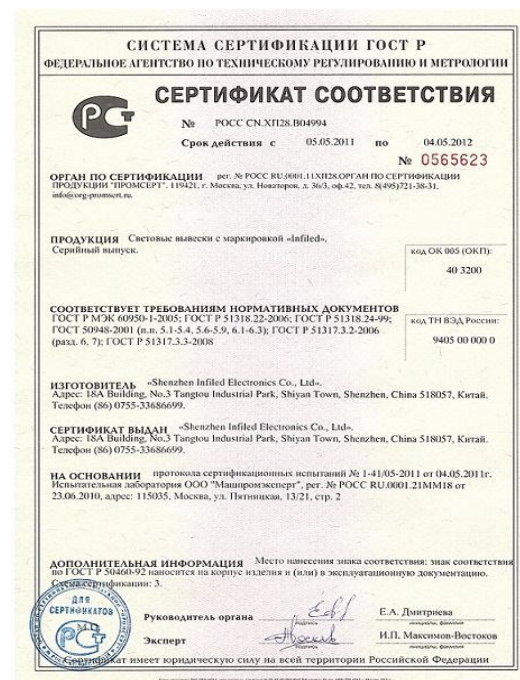 СИСТЕМА СЕРТИФИКАЦИИ ГОСТ Р
ФЕДЕРАЛЬНОЕ АГЕНТСТВО ПО ТЕХНИЧЕСКОМУ РЕГУЛИРОВАНИЮ И МЕТРОЛОГИИ
СЕРТИФИКАТ СООТВЕТСТВИЯ
№ РОСС CN.ХП28.В04994
Срок действия с 05.05.2011 по 04.05.2012
№ 0565623
ОРГАН ПО СЕРТИФИКАЦИИ рег. № РОСС RU.0001.11ХП28.ОРГАН ПО СЕРТИФИКАЦИИ
ПРОДУКЦИИ "ПРОМСЕРТ". 119421, г. Москва, ул. Новаторов, д. 36/3, оф.42, тел. 8(495)721-38-31,
info@org-promsert.ru.
ПРОДУКЦИЯ Световые вывески с маркировкой «Infiled».
Серийный выпуск.
код ОК 005 (ОКП):
40 3200
СООТВЕТСТВУЕТ ТРЕБОВАНИЯМ НОРМАТИВНЫХ ДОКУМЕНТОВ
ГОСТ Р МЭК 60950-1-2005; ГОСТ Р 51318.22-2006; ГОСТ Р 51318.24-99;
ГОСТ 50948-2001 (п.п. 5.1-5.4, 5.6-5.9, 6.1-6.3); ГОСТ Р 51317.3.2-2006
(разд. 6, 7); ГОСТ Р 51317.3.3-2008
код ТН ВЭД России:
9405 00 000 0
ИЗГОТОВИТЕЛЬ «Shenzhen Infiled Electronics Co., Ltd».
Адрес: 18A Building, No.3 Tangtou Industrial Park, Shiyan Town, Shenzhen, China 518057, Китай.
Телефон (86) 0755-33686699.
СЕРТИФИКАТ ВЫДАН «Shenzhen Infiled Electronics Co., Ltd».
Адрес: 18A Building, No.3 Tangtou Industrial Park, Shiyan Town, Shenzhen, China 518057, Китай.
Телефон (86) 0755-33686699.
НА ОСНОВАНИИ протокола сертификационных испытаний № 1-41/05-2011 от 04.05.2011г.
Испытательная лаборатория ООО "Машпромэксперт", рег. № РОСС RU.0001.21ММ18 от
23.06.2010, адрес: 115035, Москва, ул. Пятницкая, 13/21, стр. 2
ДОПОЛНИТЕЛЬНАЯ ИНФОРМАЦИЯ Место нанесения знака соответствия: знак соответствия
по ГОСТ Р 50460-92 наносится на корпус изделия и (или) в эксплуатационную документацию.
Схема сертификации: 3.
ДЛЯ
СЕРТИФИКАТОВ
М.П.
Руководитель органа
подпись
Е.А. Дмитриева
инициалы, фамилия
Эксперт
подпись
И.П. Максимов-Востоков
инициалы, фамилия
Сертификат имеет юридическую силу на всей территории Российской Федерации